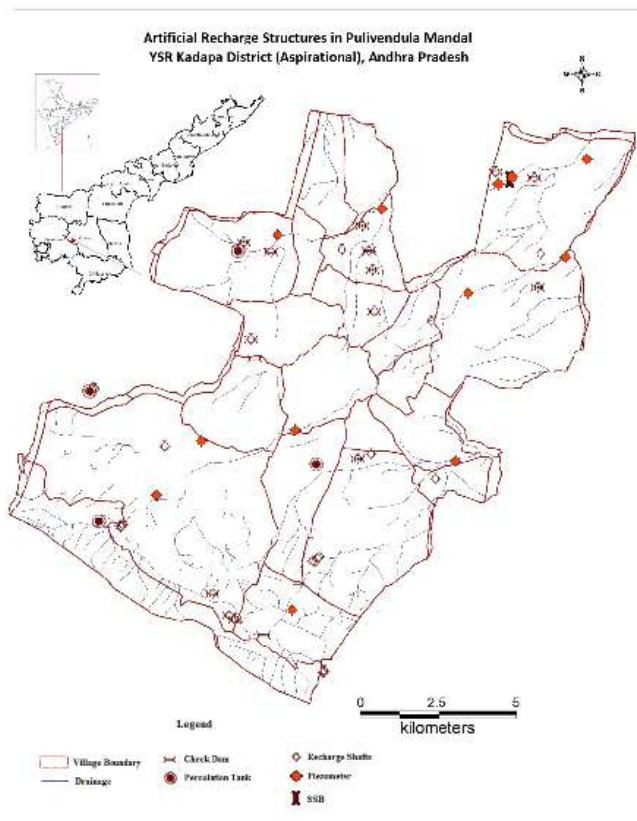 Artificial Recharge Structures in Pulivendula Mandal
YSR Kadapa District (Aspirational), Andhra Pradesh
N
W E
S
0 2.5 5
kilometers
Legend
Village Boundary
Drainage
Check Dam
Percolation Tank
Recharge Shafts
Piezometer
SSB